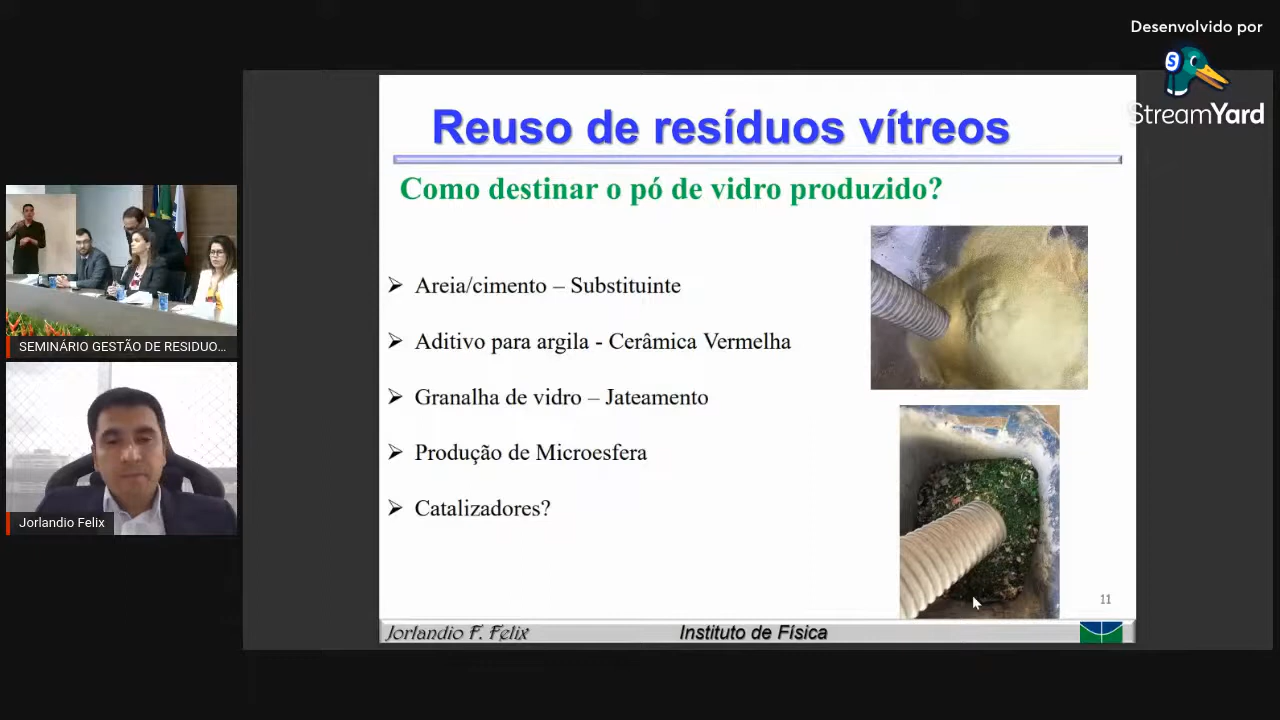 Desenvolvido por
StreamYard
Reuso de resíduos vítreos
Como destinar o pó de vidro produzido?
Areia/cimento – Substituinte
Aditivo para argila - Cerâmica Vermelha
Granalha de vidro – Jateamento
Produção de Microesfera
Catalizadores?
11
Jorlandio F. Felix
Instituto de Física
SEMINÁRIO GESTÃO DE RESIDUO...
Jorlandio Felix